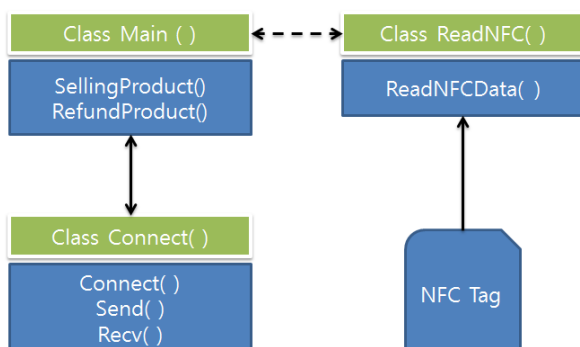 Class Main ( )
SellingProduct()
RefundProduct()
Class ReadNFC( )
ReadNFCData( )
Class Connect( )
Connect( )
Send( )
Recv( )
NFC Tag